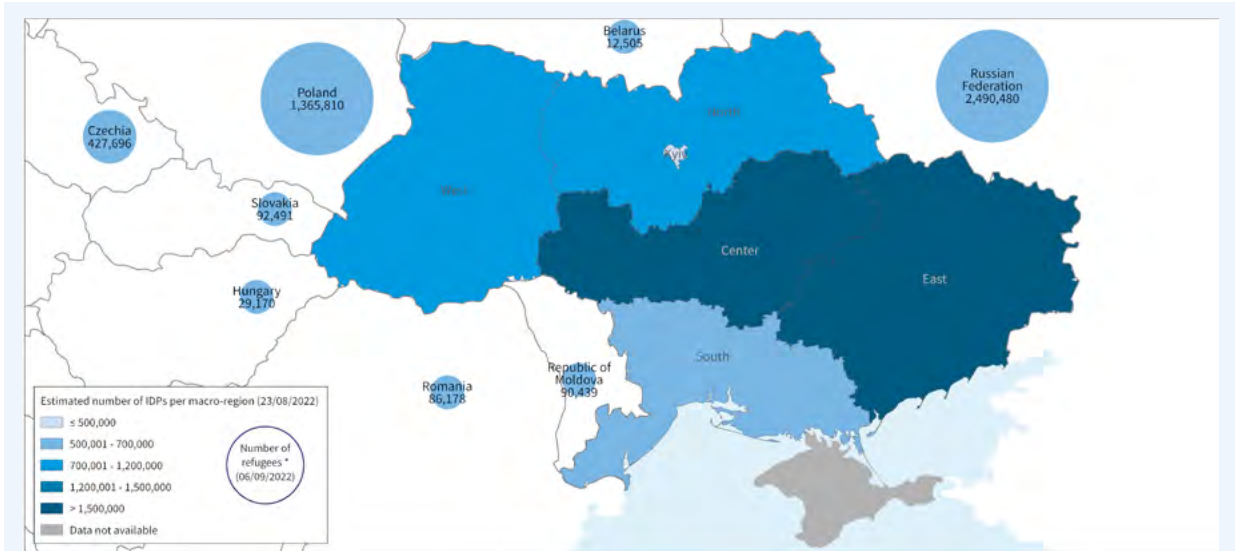 Belarus
12,505
Poland
1,365,810
Russian
Federation
2,490,480
Czechia
427,696
North
Kyiv
West
Slovakia
92,491
Center
East
Hungary
29,170
South
Republic of
Moldova
90,439
Romania
86,178
Estimated number of IDPs per macro-region (23/08/2022)
≤ 500,000
500,001 - 700,000
700,001 - 1,200,000
1,200,001 - 1,500,000
> 1,500,000
Data not available
Number of
refugees *
(06/09/2022)